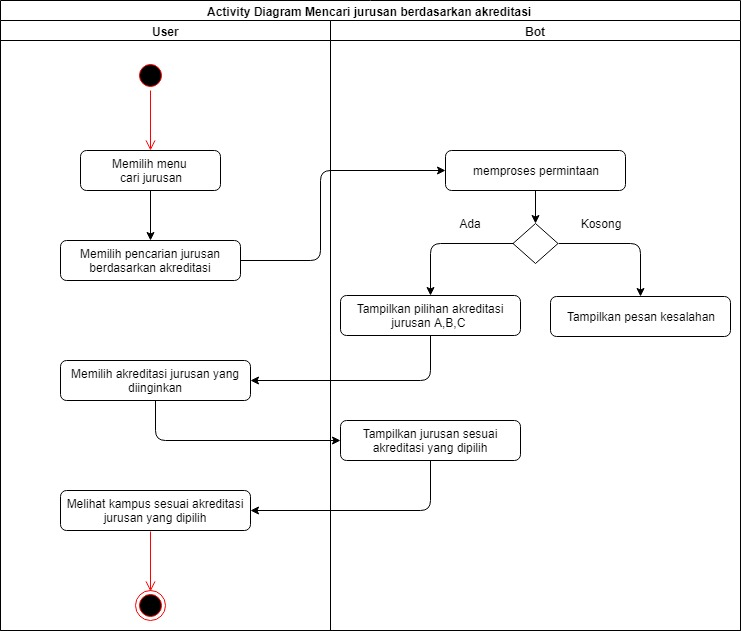 Activity Diagram Mencari jurusan berdasarkan akreditasi
User
Bot
Memilih menu
cari jurusan
memproses permintaan
Ada
Kosong
Memilih pencarian jurusan
berdasarkan akreditasi
Tampilkan pilihan akreditasi
jurusan A,B,C
Tampilkan pesan kesalahan
Memilih akreditasi jurusan yang
diinginkan
Tampilkan jurusan sesuai
akreditasi yang dipilih
Melihat kampus sesuai akreditasi
jurusan yang dipilih